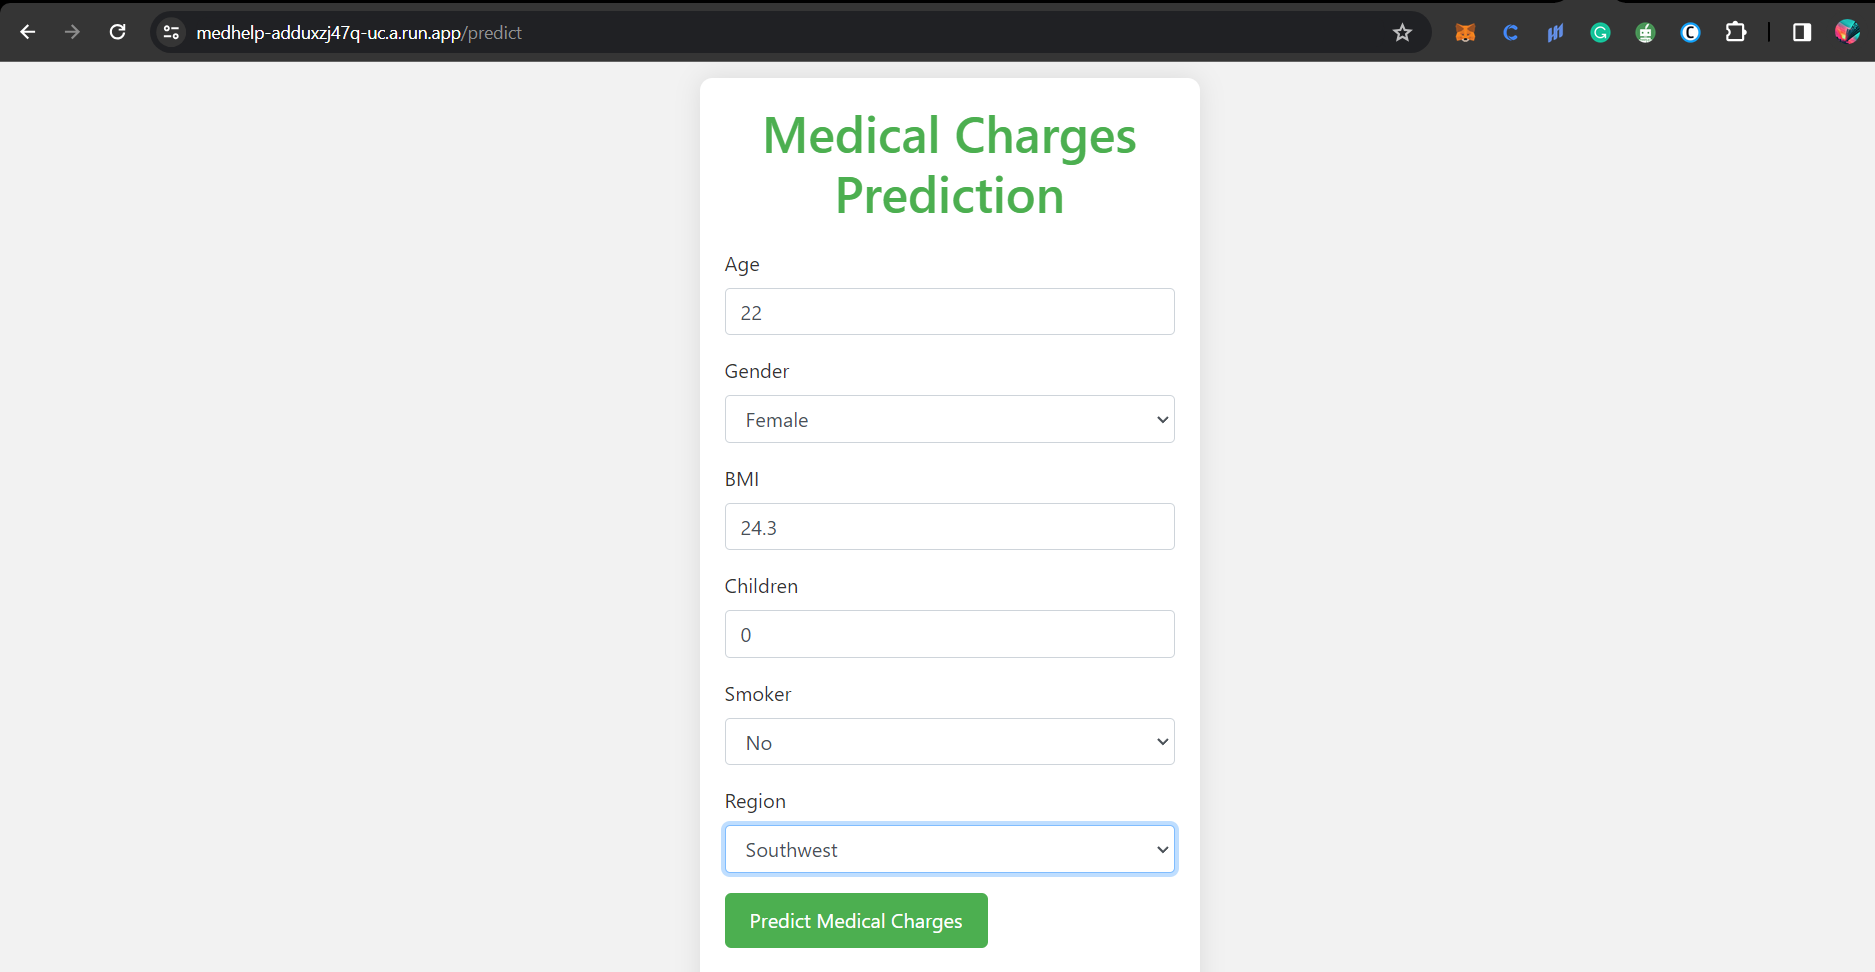 medhelp-adduxzj47q-uc.a.run.app/predict
Medical Charges
Prediction
Age
22
Gender
Female
BMI
24.3
Children
0
Smoker
No
Region
Southwest
Predict Medical Charges